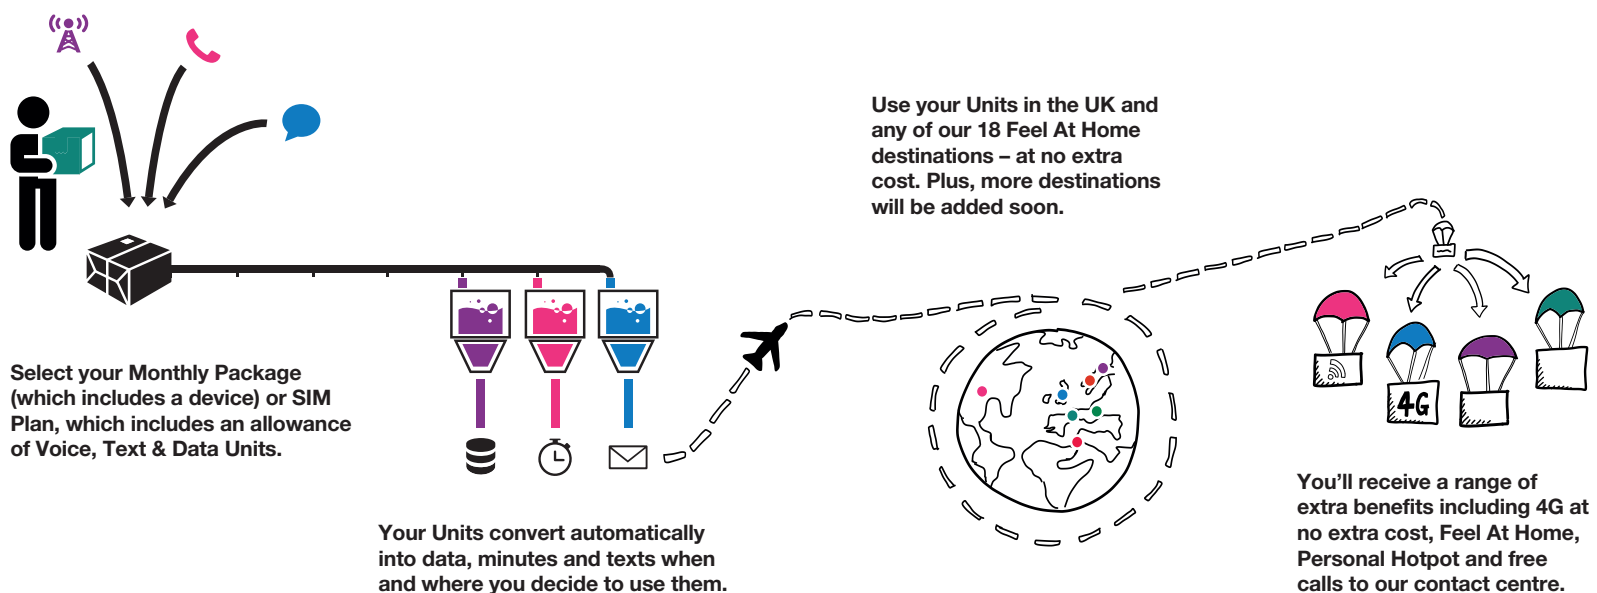 Select your Monthly Package
(which includes a device) or SIM
Plan, which includes an allowance
of Voice, Text & Data Units.
Your Units convert automatically
into data, minutes and texts when
and where you decide to use them.
Use your Units in the UK and
any of our 18 Feel At Home
destinations – at no extra
cost. Plus, more destinations
will be added soon.
4G
You’ll receive a range of
extra benefits including 4G at
no extra cost, Feel At Home,
Personal Hotpot and free
calls to our contact centre.